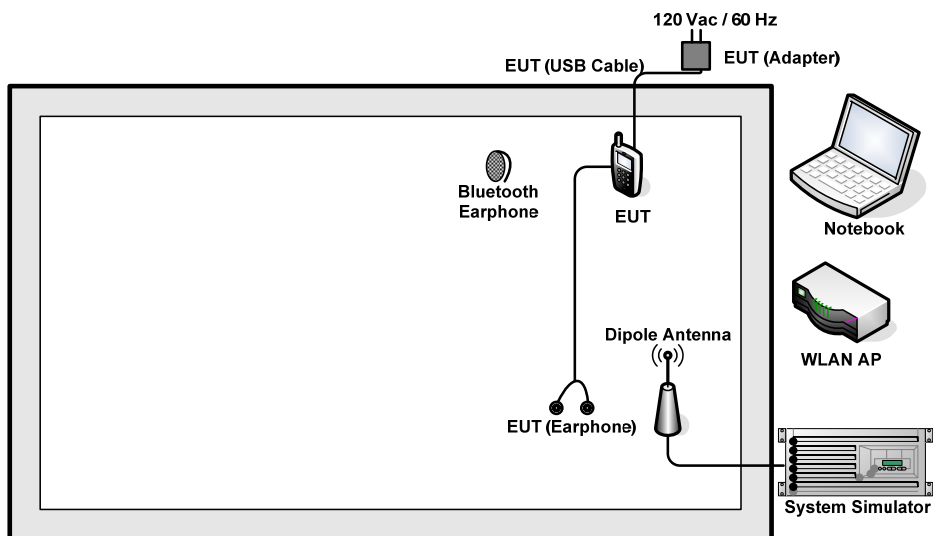 120 Vac / 60 Hz
EUT (Adapter)
EUT (USB Cable)
Bluetooth
Earphone
EUT
Notebook
Dipole Antenna
WLAN AP
EUT (Earphone)
System Simulator